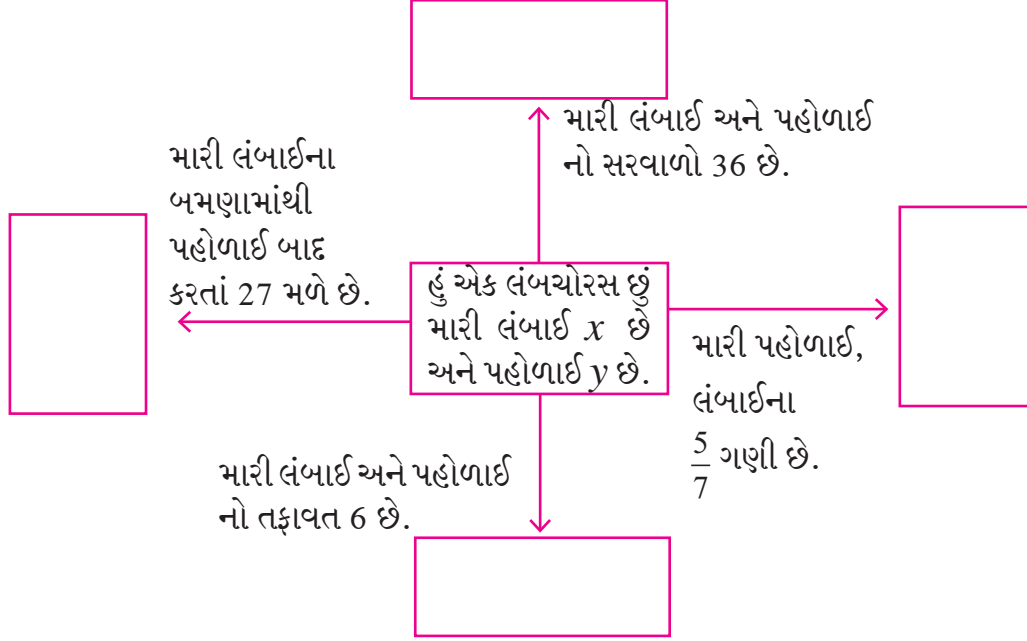 મારી લંબાઈ અને પહોળાઈ
નો સરવાળો 36 છે.
મારી લંબાઈના
બમણામાંથી
પહોળાઈ બાદ
કરતાં 27 મળે છે.
હું એક લંબચોરસ છું
મારી લંબાઈ x છે
અને પહોળાઈ y છે.
મારી પહોળાઈ,
લંબાઈના
5/7 ગણી છે.
મારી લંબાઈ અને પહોળાઈ
નો તફાવત 6 છે.